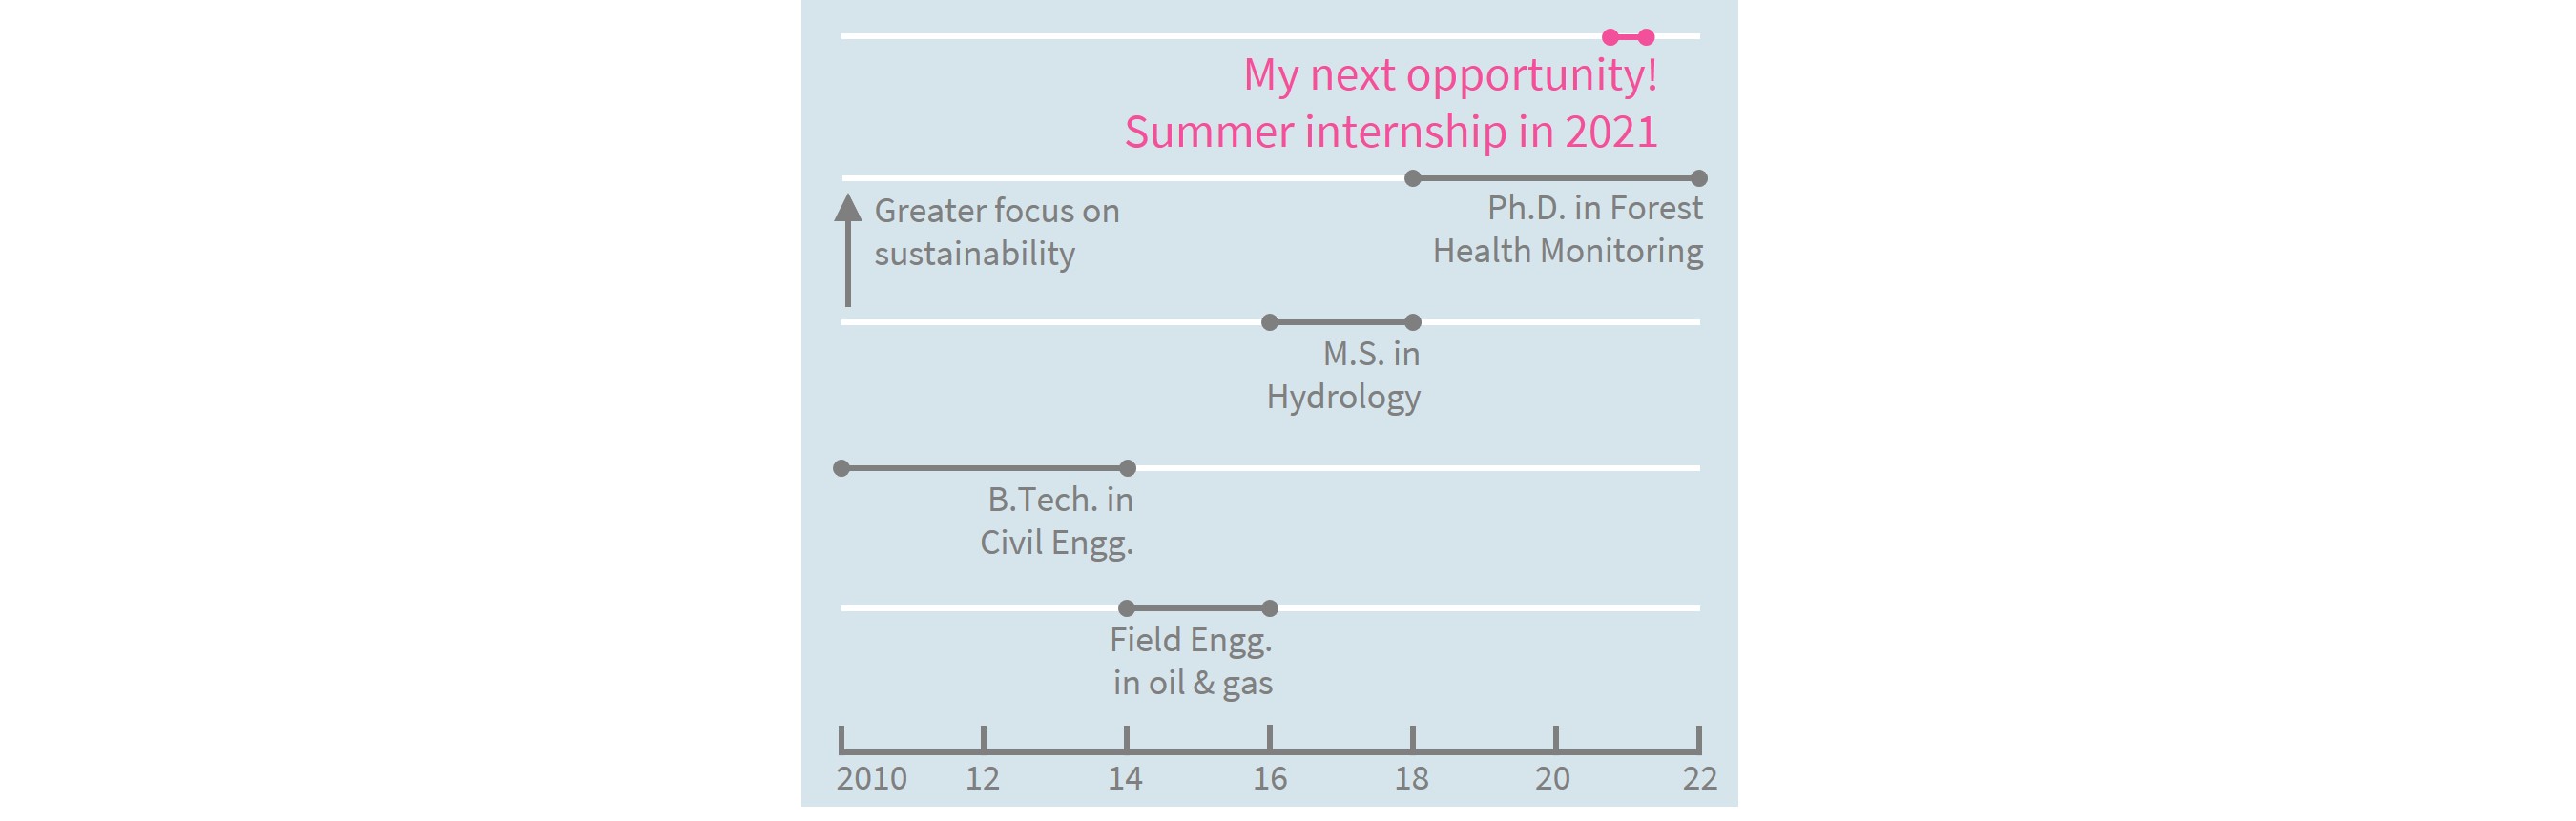 My next opportunity!
Summer internship in 2021
Greater focus on
sustainability
Ph.D. in Forest
Health Monitoring
M.S. in
Hydrology
B.Tech. in
Civil Engg.
Field Engg.
in oil & gas
2010 12 14 16 18 20 22